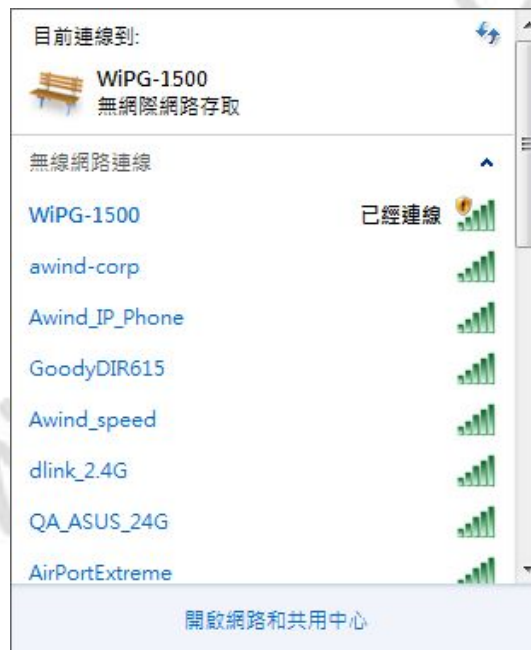 目前連線到:
WiPG-1500
無網際網路存取
無線網路連線
WiPG-1500 已經連線
awind-corp
Awind_IP_Phone
GoodyDIR615
Awind_speed
dlink_2.4G
QA_ASUS_24G
AirPortExtreme
開啟網路和共用中心